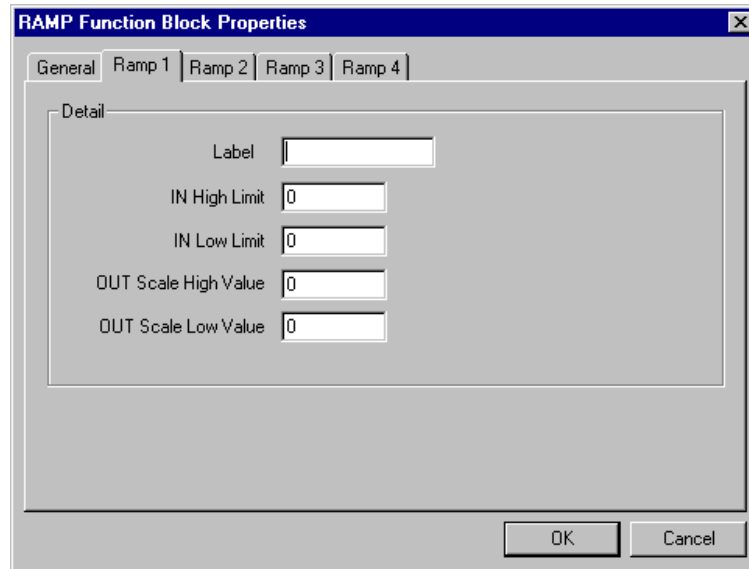 RAMP Function Block Properties
General Ramp 1 Ramp 2 Ramp 3 Ramp 4
Detail
Label
IN High Limit 0
IN Low Limit 0
OUT Scale High Value 0
OUT Scale Low Value 0
OK Cancel